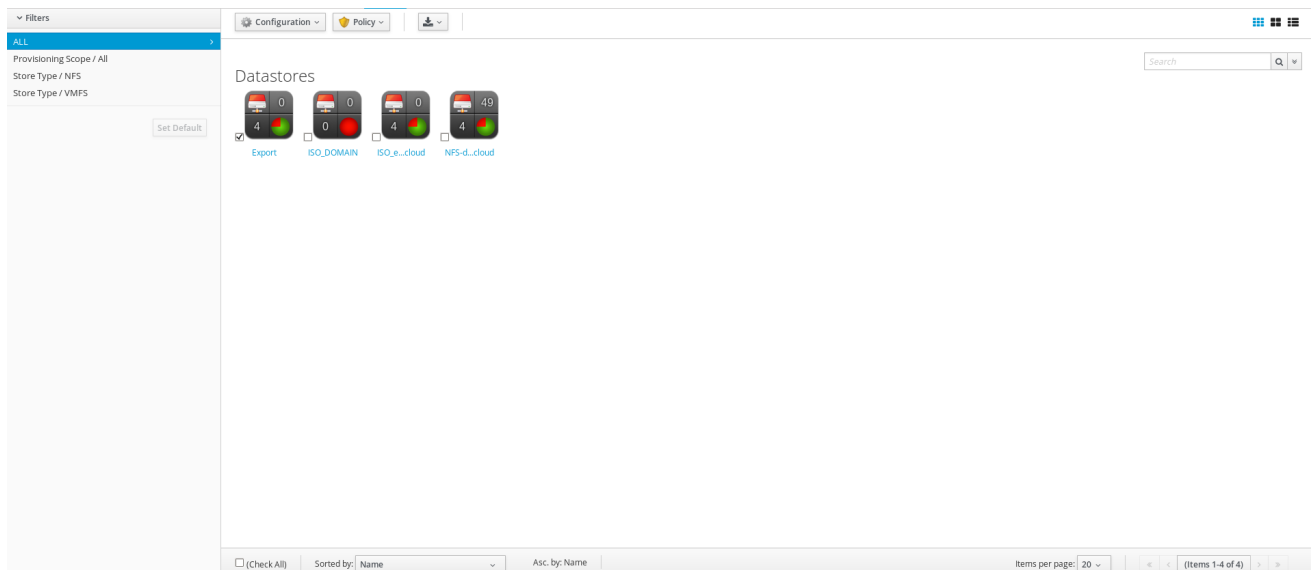 Filters
Configuration Policy
ALL
Provisioning Scope / All
Store Type / NFS
Store Type / VMFS
Set Default
Search
Datastores
0 0 0 49
4 0 4 4
Export ISO_DOMAIN ISO_e...cloud NFS-d...cloud
(Check All) Sorted by: Name Asc. by: Name Items per page: 20 « ‹ (Items 1-4 of 4) › »